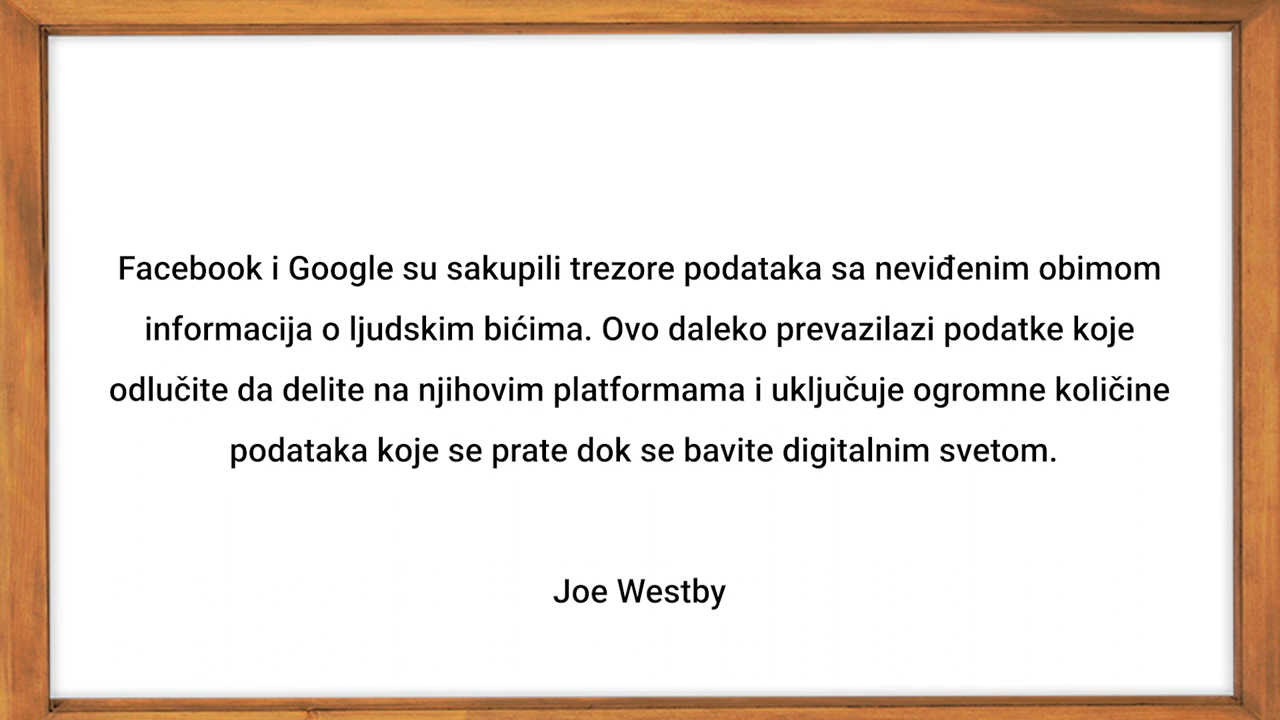 Facebook i Google su sakupili trezore podataka sa neviđenim obimom
informacija o ljudskim bićima. Ovo daleko prevazilazi podatke koje
odlučite da delite na njihovim platformama i uključuje ogromne količine
podataka koje se prate dok se bavite digitalnim svetom.
Joe Westby